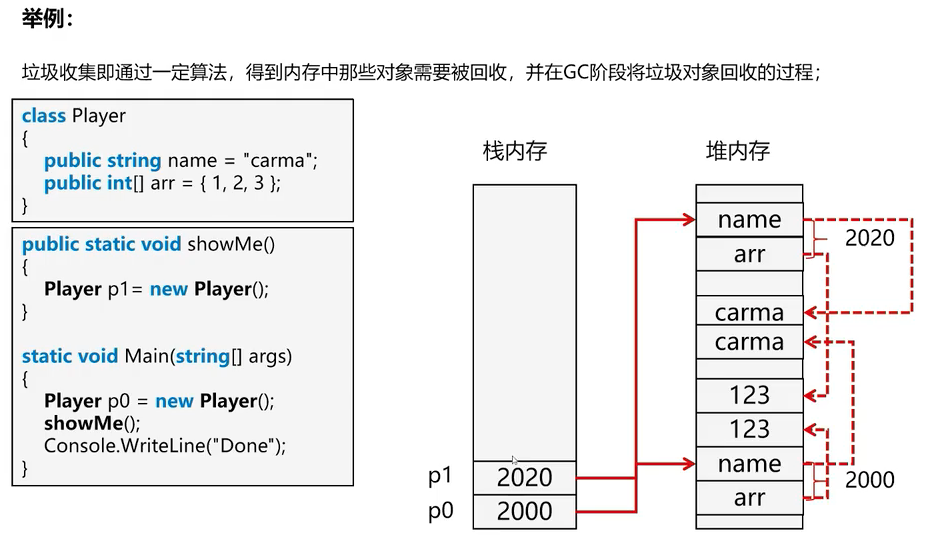 举例：
垃圾收集即通过一定算法，得到内存中那些对象需要被回收，并在GC阶段将垃圾对象回收的过程；
class Player
{
public string name = "carma";
public int[] arr = { 1, 2, 3 };
}
public static void showMe()
{
Player p1= new Player();
}
static void Main(string[] args)
{
Player p0 = new Player();
showMe();
Console.WriteLine("Done");
}
栈内存
p1 2020
p0 2000
堆内存
name
arr
2020
carma
carma
123
123
name
arr
2000